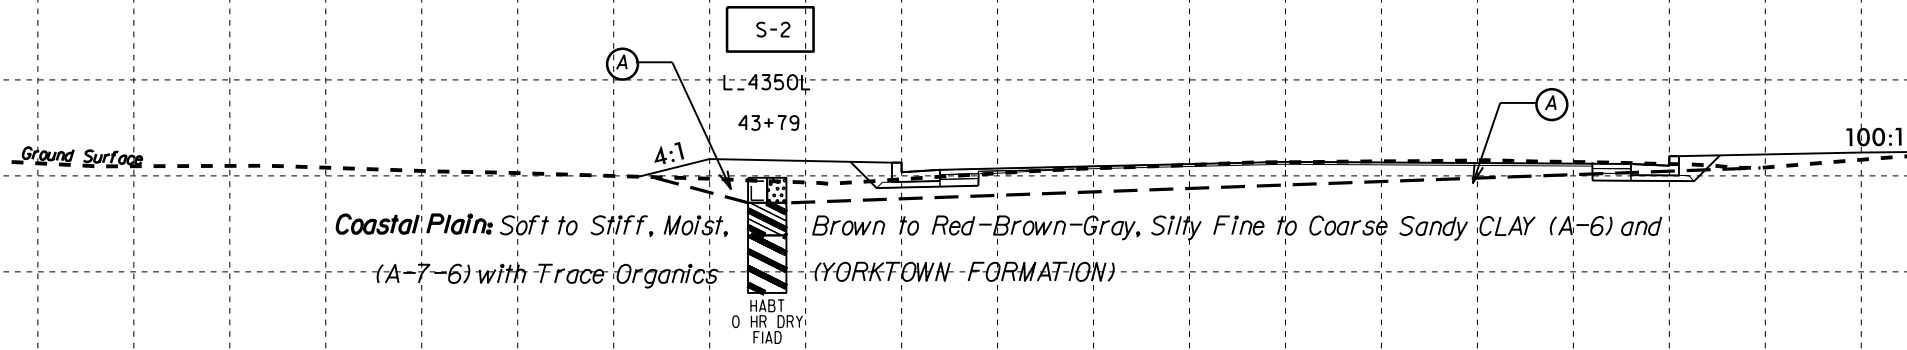 S-2
A
L_4350L
A
43+79
100:1
Ground Surface
4:1
Coastal Plain: Soft to Stiff, Moist, Brown to Red-Brown-Gray, Silty Fine to Coarse Sandy CLAY (A-6) and
(A-7-6) with Trace Organics (YORKTOWN FORMATION)
HABT
0 HR DRY
FIAD